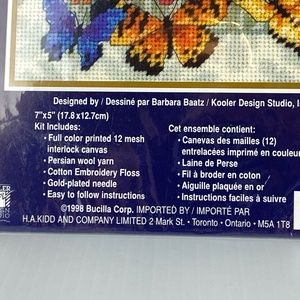 Designed by / Dessiné par Barbara Baatz / Kooler Design Studio, I
7"x5" (17.8 x12.7cm)
Kit Includes:
• Full color printed 12 mesh
interlock canvas
• Persian wool yarn
• Cotton Embroidery Floss
• Gold-plated needle
• Easy to follow instructions
Cet ensemble contient:
• Canevas des mailles (12)
entrelacées imprimé en couleur
• Laine de Perse
• Fil à broder en coton
• Aiguille plaquée en or
• Instructions faciles à suivre
©1998 Bucilla Corp. IMPORTED BY / IMPORTÉ PAR
H.A.KIDD AND COMPANY LIMITED 2 Mark St. • Toronto • Ontario • M5A 1T8